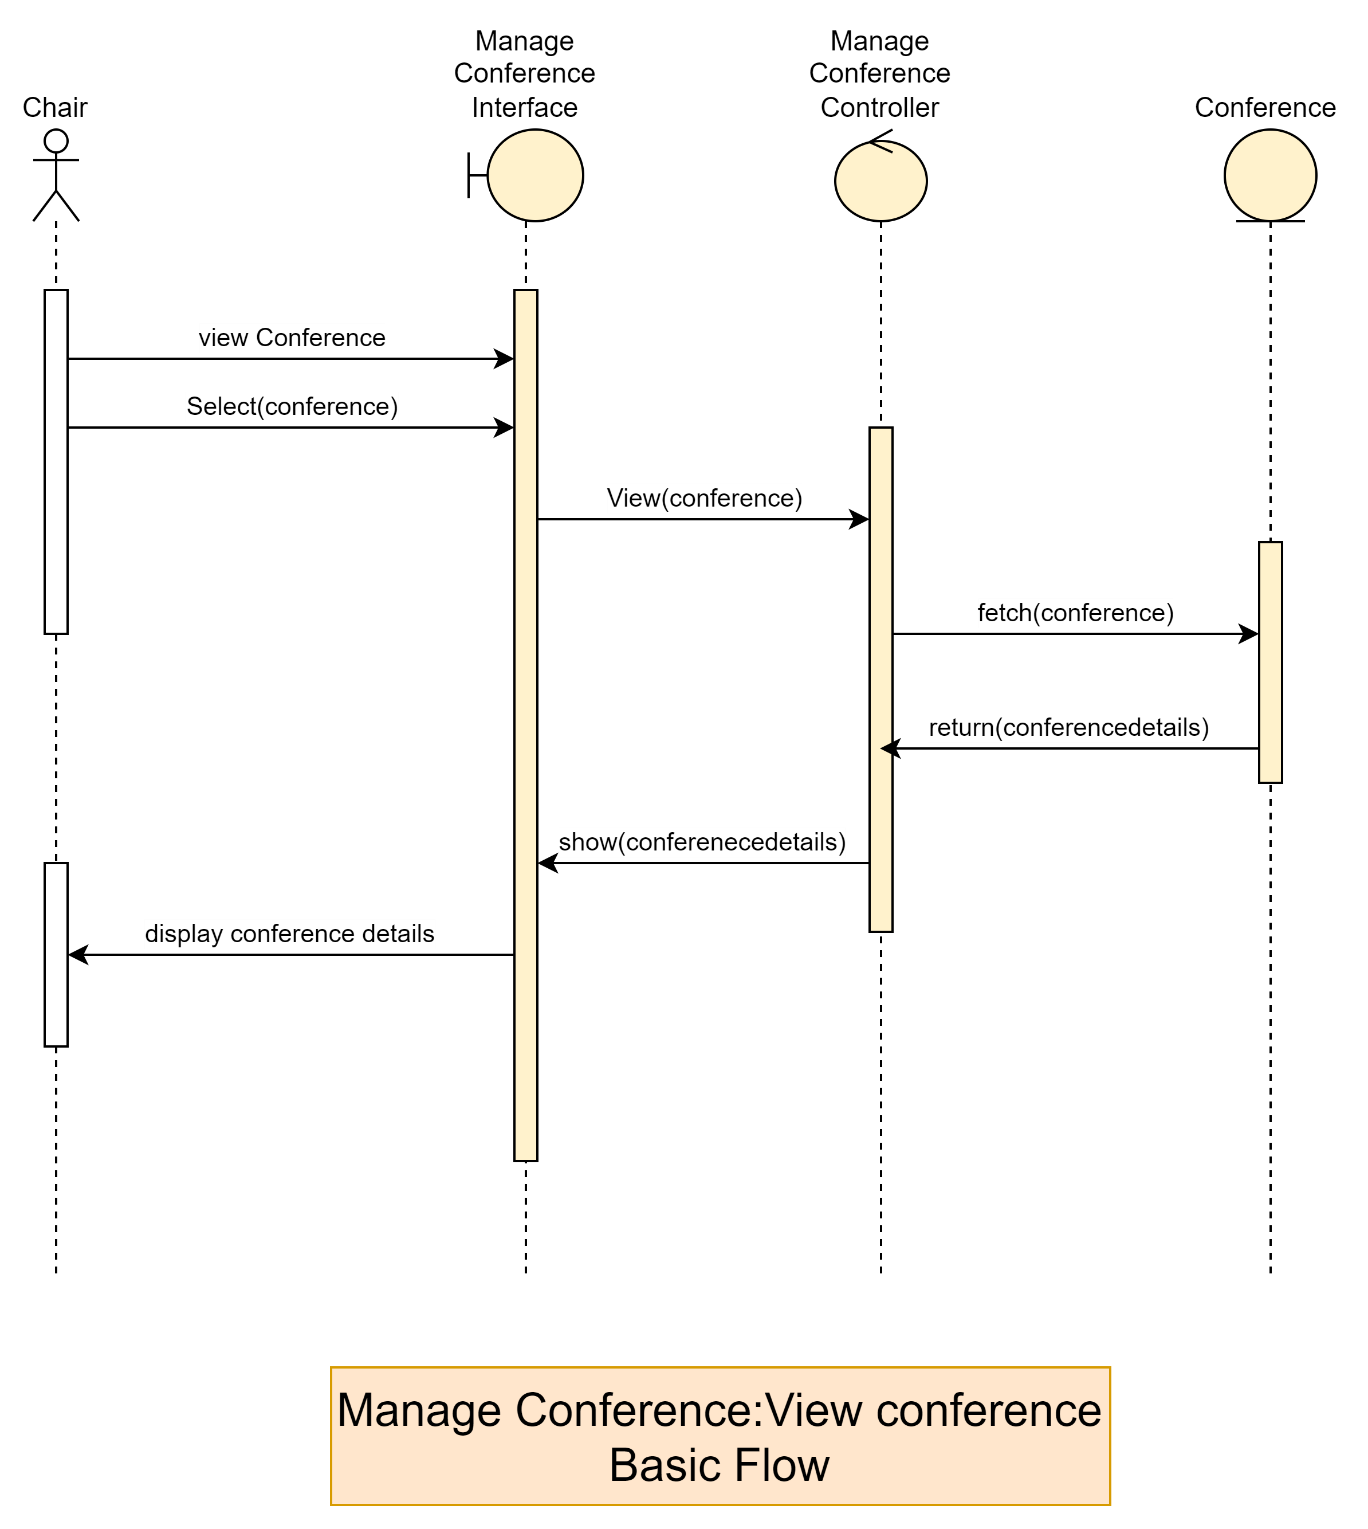 Chair
Manage
Conference
Interface
Manage
Conference
Controller
Conference
view Conference
Select(conference)
View(conference)
fetch(conference)
return(conferencedetails)
show(conferenecedetails)
display conference details
Manage Conference:View conference
Basic Flow